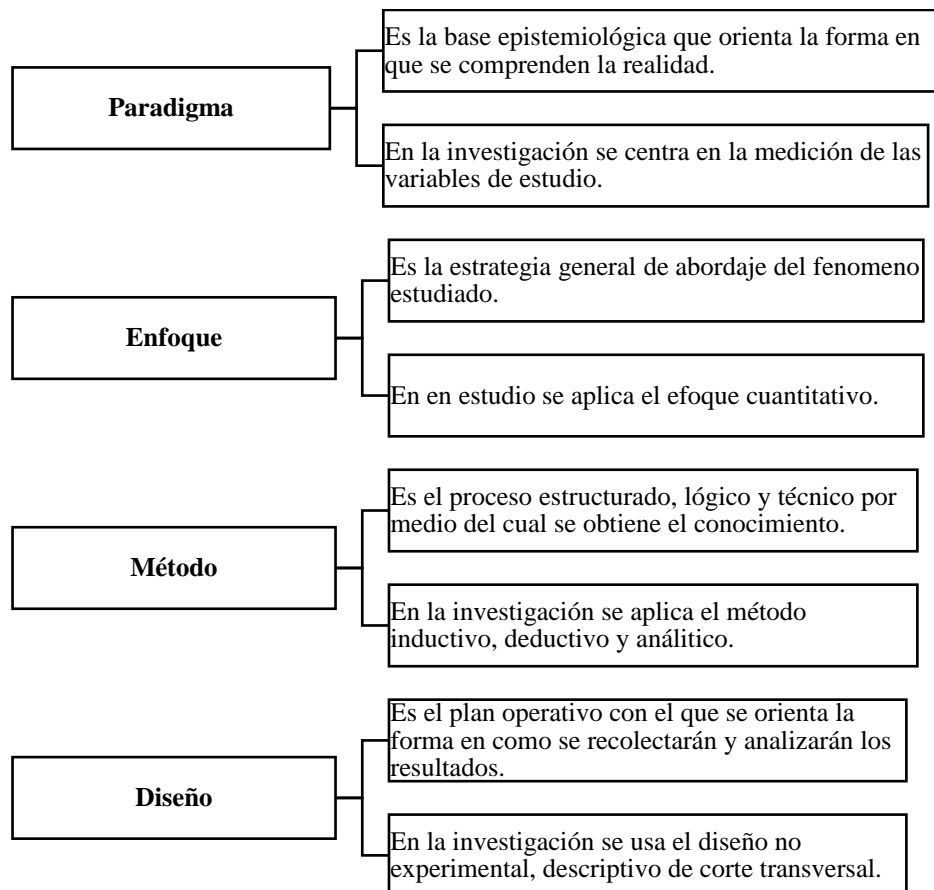 Paradigma
Es la base epistemiológica que orienta la forma en
que se comprenden la realidad.
En la investigación se centra en la medición de las
variables de estudio.
Enfoque
Es la estrategia general de abordaje del fenomeno
estudiado.
En en estudio se aplica el efoque cuantitativo.
Método
Es el proceso estructurado, lógico y técnico por
medio del cual se obtiene el conocimiento.
En la investigación se aplica el método
inductivo, deductivo y análitico.
Diseño
Es el plan operativo con el que se orienta la
forma en como se recolectarán y analizarán los
resultados.
En la investigación se usa el diseño no
experimental, descriptivo de corte transversal.